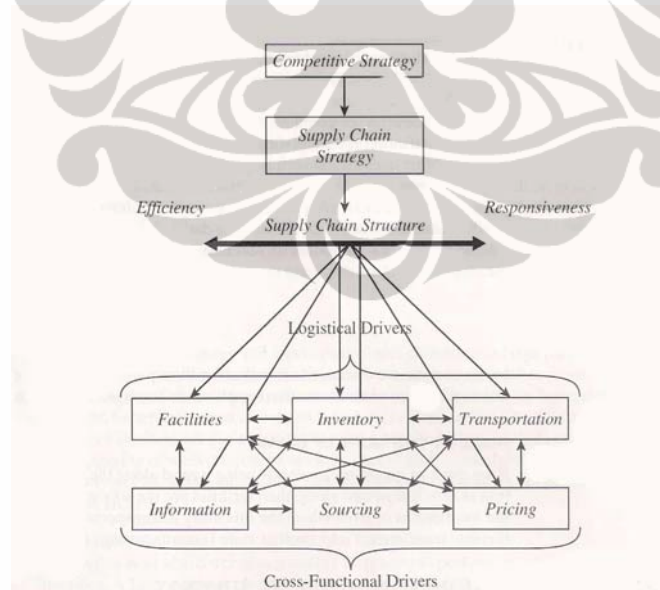 Competitive Strategy
Supply Chain
Strategy
Efficiency
Responsiveness
Supply Chain Structure
Logistical Drivers
Facilities
Inventory
Transportation
Information
Sourcing
Pricing
Cross-Functional Drivers